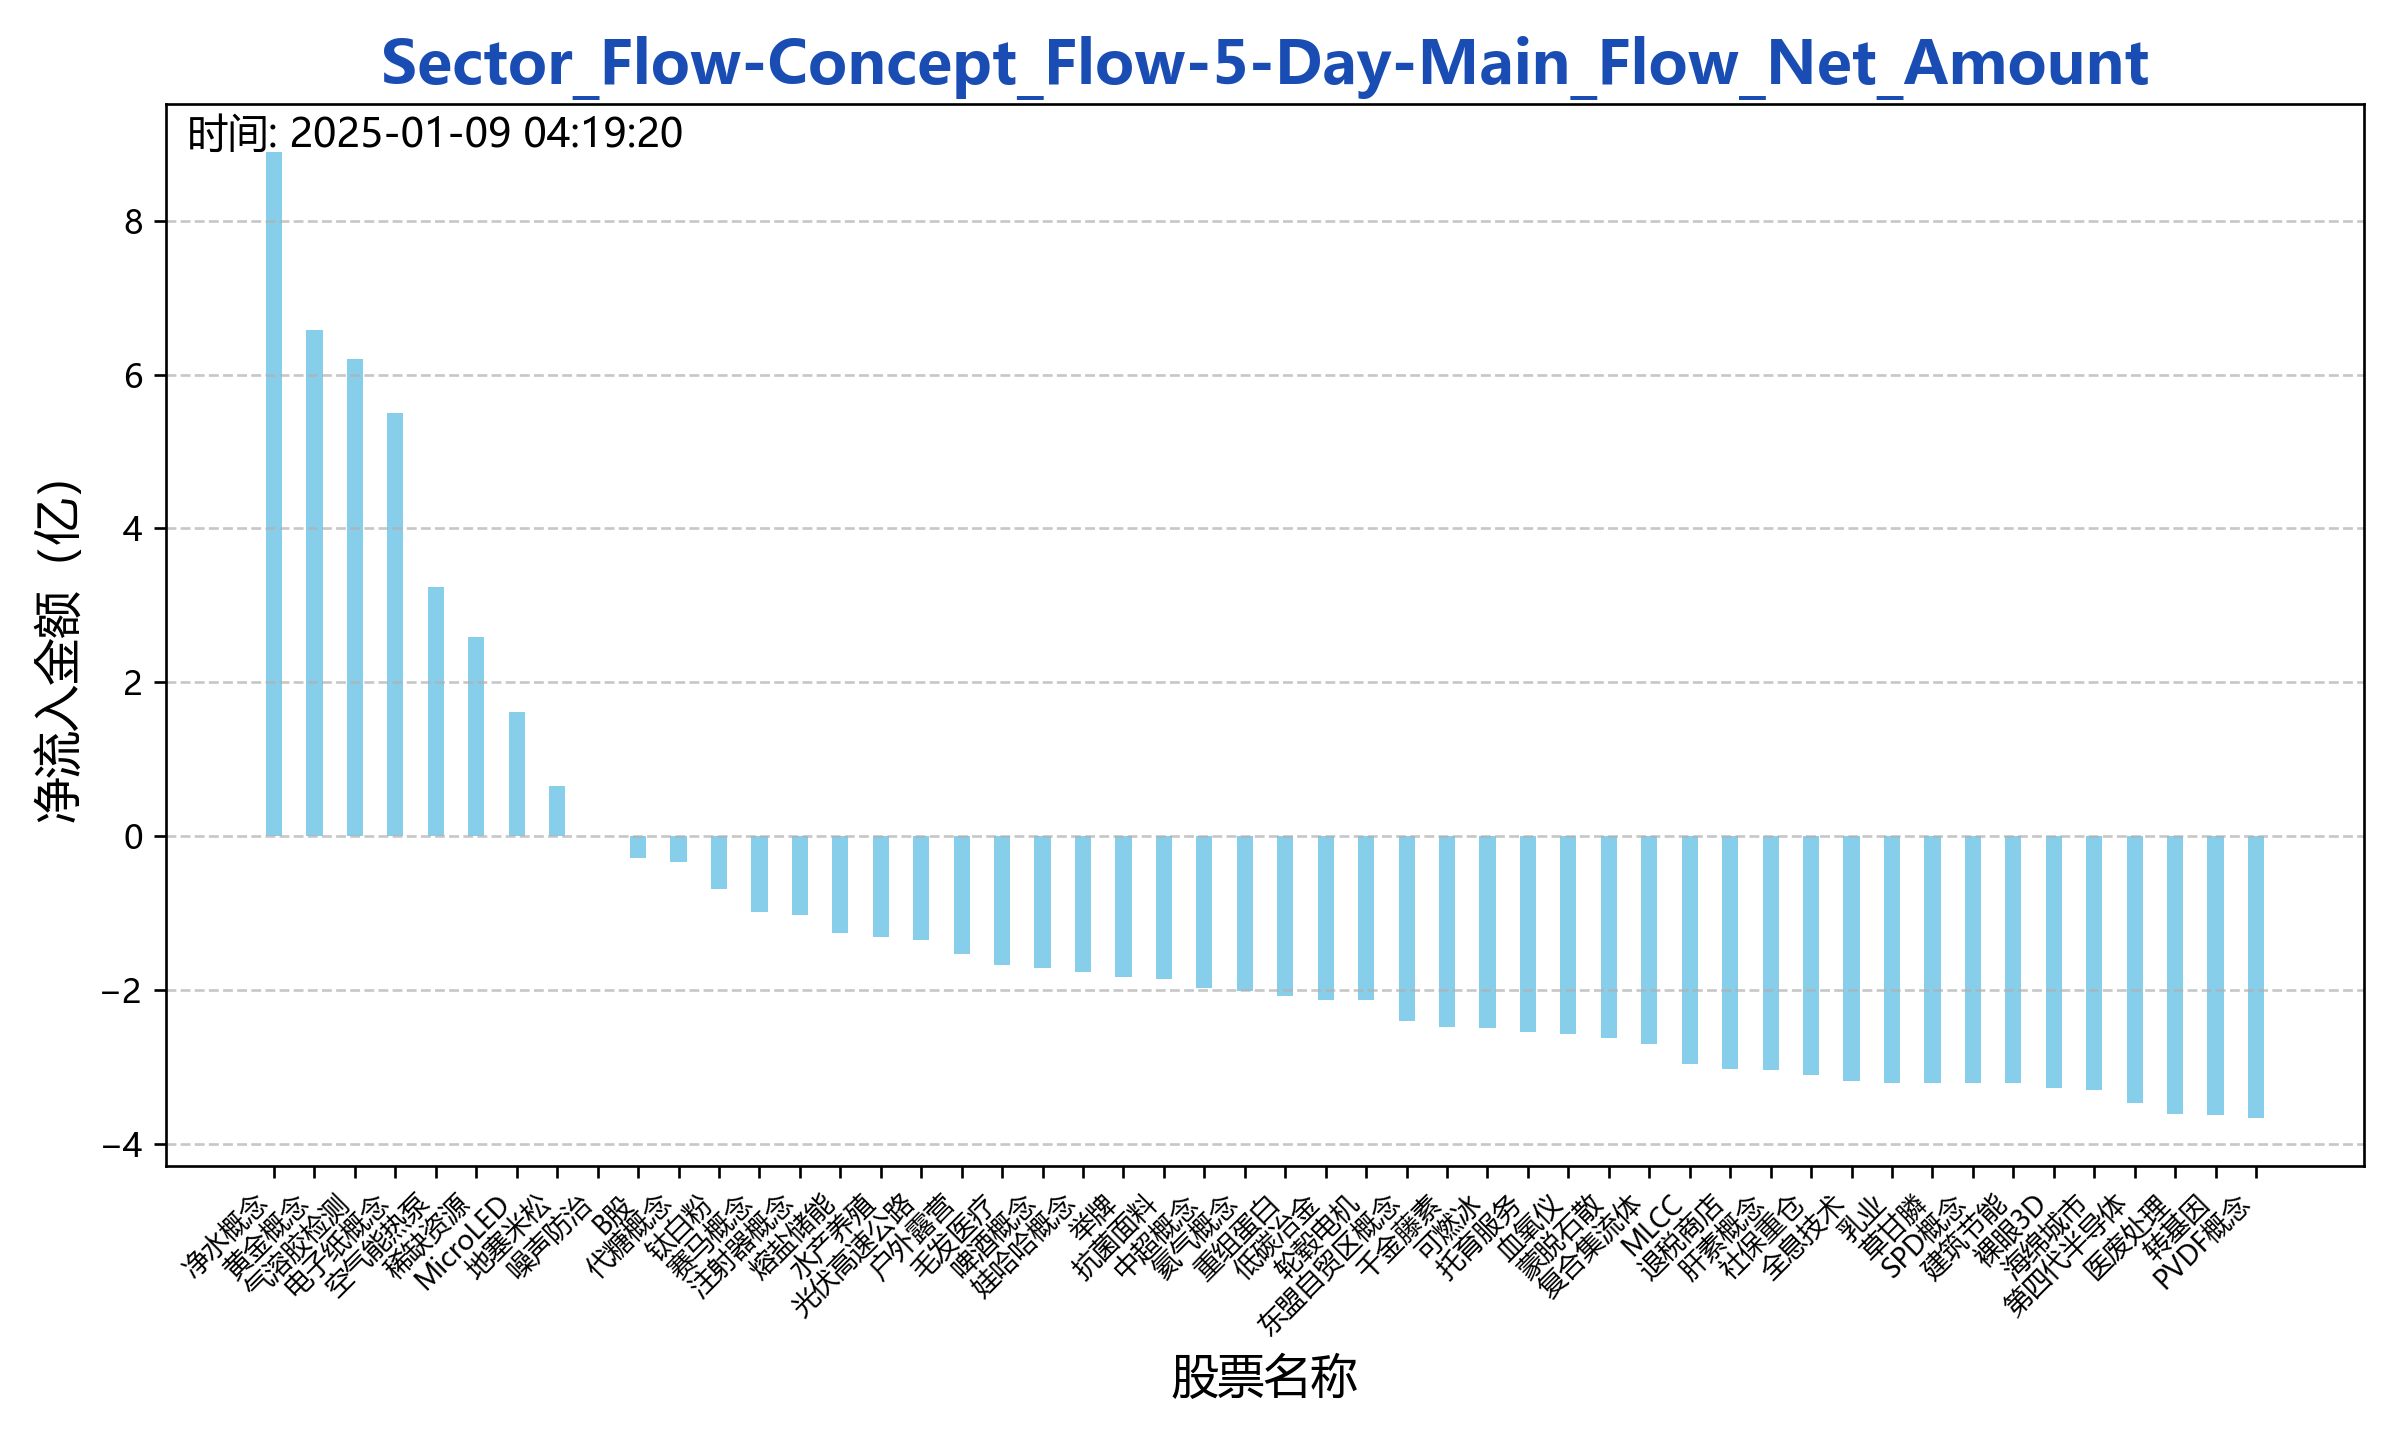 Sector_Flow-Concept_Flow-5-Day-Main_Flow_Net_Amount
时间: 2025-01-09 04:19:20
净流入金额 (亿)
8
6
4
2
0
−2
−4
净水概念
黄金概念
气溶胶检测
电子纸概念
空气能热泵
稀缺资源
MicroLED
地塞米松
噪声防治
B股
代糖概念
钛白粉
赛马概念
注射器概念
熔盐储能
水产养殖
光伏高速公路
户外露营
毛发医疗
啤酒概念
娃哈哈概念
举牌
抗菌面料
中超概念
氦气概念
重组蛋白
低碳冶金
轮毂电机
东盟自贸区概念
千金藤素
可燃冰
托育服务
血氧仪
蒙脱石散
复合集流体
MLCC
退税商店
肝素概念
社保重仓
全息技术
乳业
草甘膦
SPD概念
建筑节能
裸眼3D
海绵城市
第四代半导体
医废处理
转基因
PVDF概念
股票名称